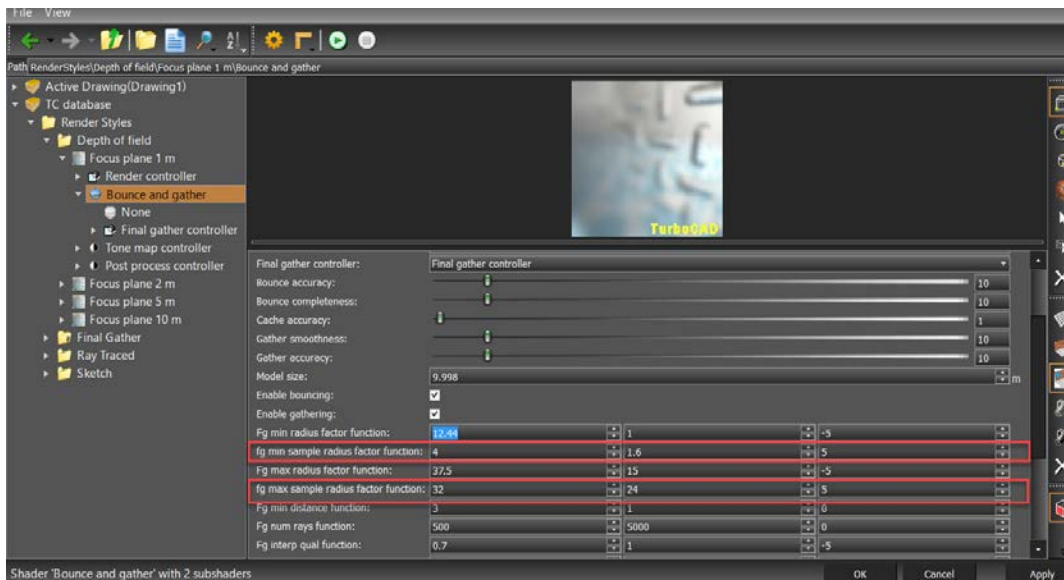 File View
Path RenderStyles\Depth of field\Focus plane 1 m\Bounce and gather
Active Drawing(Drawing1)
TC database
Render Styles
Depth of field
Focus plane 1 m
Render controller
Bounce and gather
None
Final gather controller
Tone map controller
Post process controller
Focus plane 2 m
Focus plane 5 m
Focus plane 10 m
Final Gather
Ray Traced
Sketch
TurboCAD
Final gather controller: Final gather controller
Bounce accuracy: 10
Bounce completeness: 10
Cache accuracy: 1
Gather smoothness: 10
Gather accuracy: 10
Model size: 9.998 m
Enable bouncing:
Enable gathering:
Fg min radius factor function: 12.44 1 -5
fg min sample radius factor function: 4 1.6 5
Fg max radius factor function: 37.5 15 -5
fg max sample radius factor function: 32 24 5
Fg min distance function: 3 1 0
Fg num rays function: 500 5000 0
Fg interp qual function: 0.7 1 -5
Shader 'Bounce and gather' with 2 subshaders
OK Cancel Apply